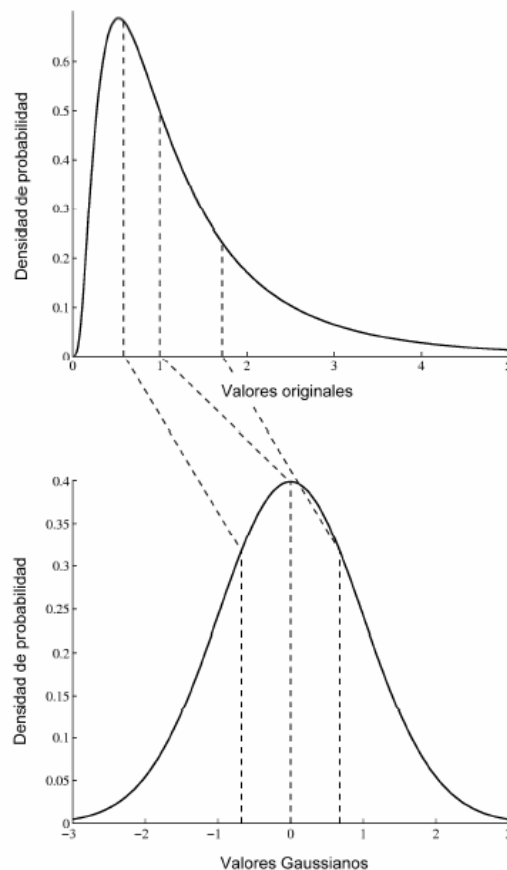 Densidad de probabilidad
0.6
0.5
0.4
0.3
0.2
0.1
0
0 1 2 3 4 5
Valores originales
Densidad de probabilidad
0.4
0.35
0.3
0.25
0.2
0.15
0.1
0.05
0
−3 −2 −1 0 1 2 3
Valores Gaussianos